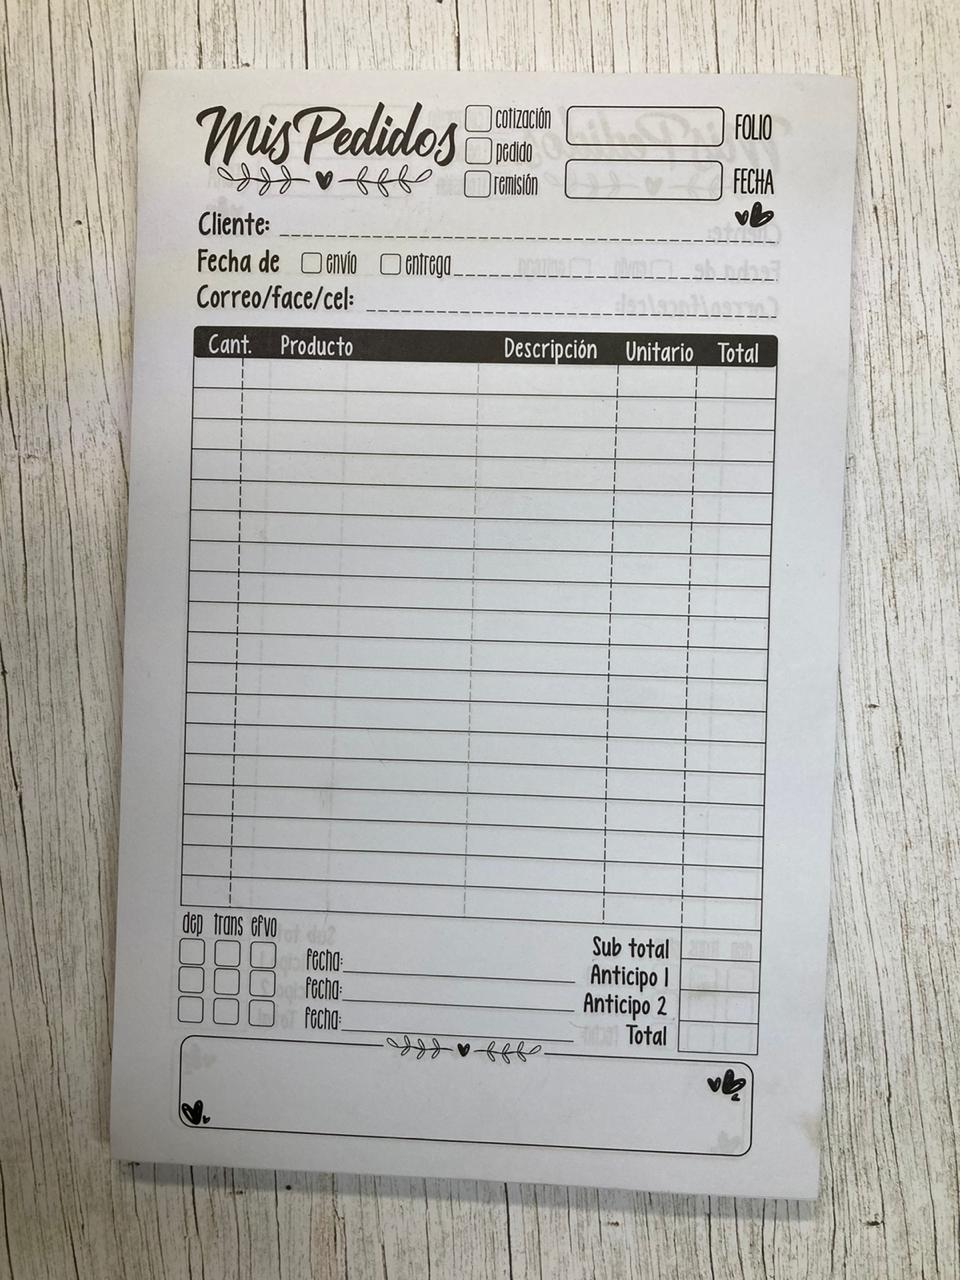 Mis Pedidos
cotización
pedido
remisión
FOLIO
FECHA
Cliente:
Fecha de envío entrega
Correo/face/cel:
Cant. Producto Descripción Unitario Total
dep trans efvo
fecha:
fecha:
fecha:
Sub total
Anticipo 1
Anticipo 2
Total